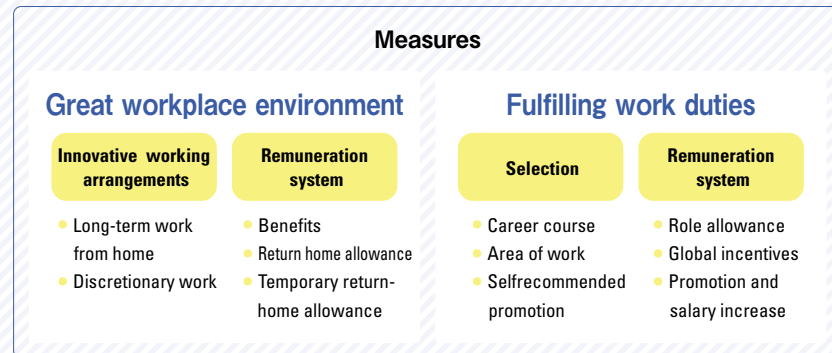 Measures
Great workplace environment
Innovative working
arrangements
Long-term work
from home
Discretionary work
Remuneration
system
Benefits
Return home allowance
Temporary return-
home allowance
Fulfilling work duties
Selection
Career course
Area of work
Selfrecommended
promotion
Remuneration
system
Role allowance
Global incentives
Promotion and
salary increase